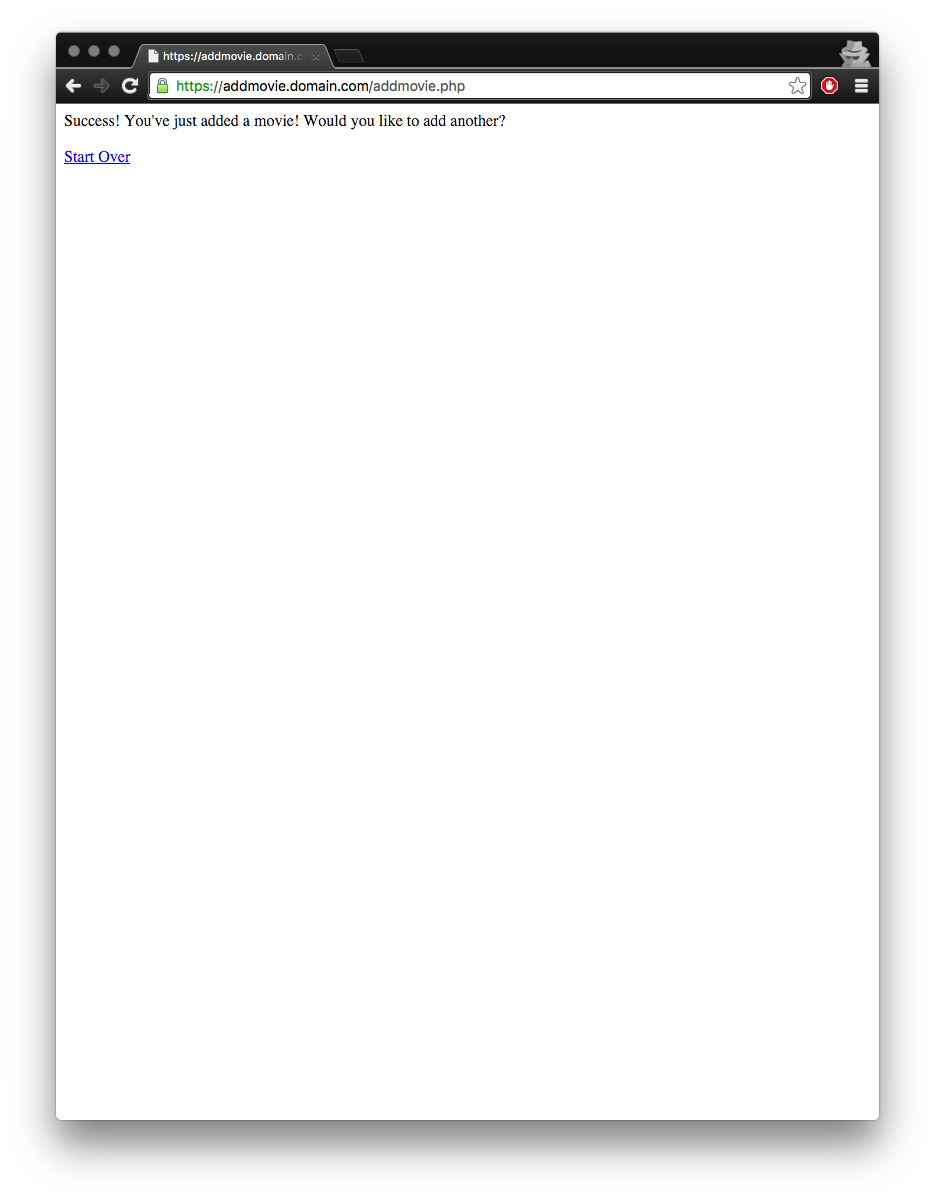 https://addmovie.domain.c
https://addmovie.domain.com/addmovie.php
Success! You've just added a movie! Would you like to add another?
Start Over